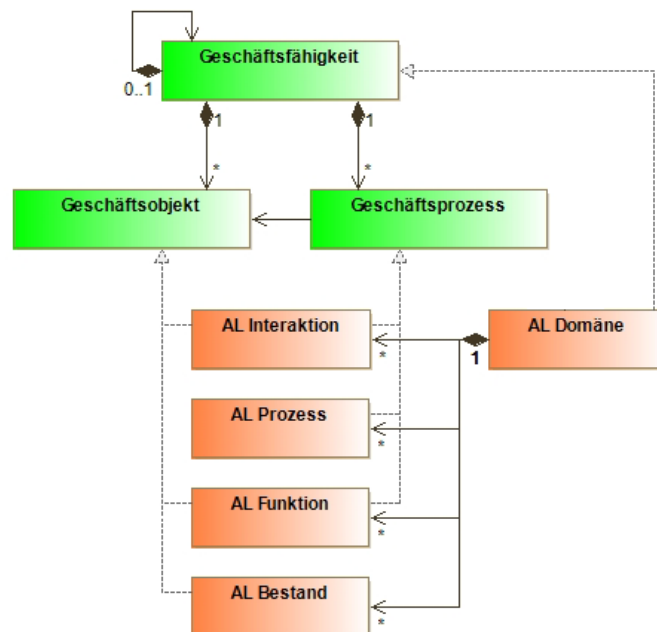 Geschäftsfähigkeit
0..1
1
1
*
*
Geschäftsobjekt
Geschäftsprozess
AL Interaktion
AL Domäne
*
1
AL Prozess
*
AL Funktion
*
AL Bestand
*